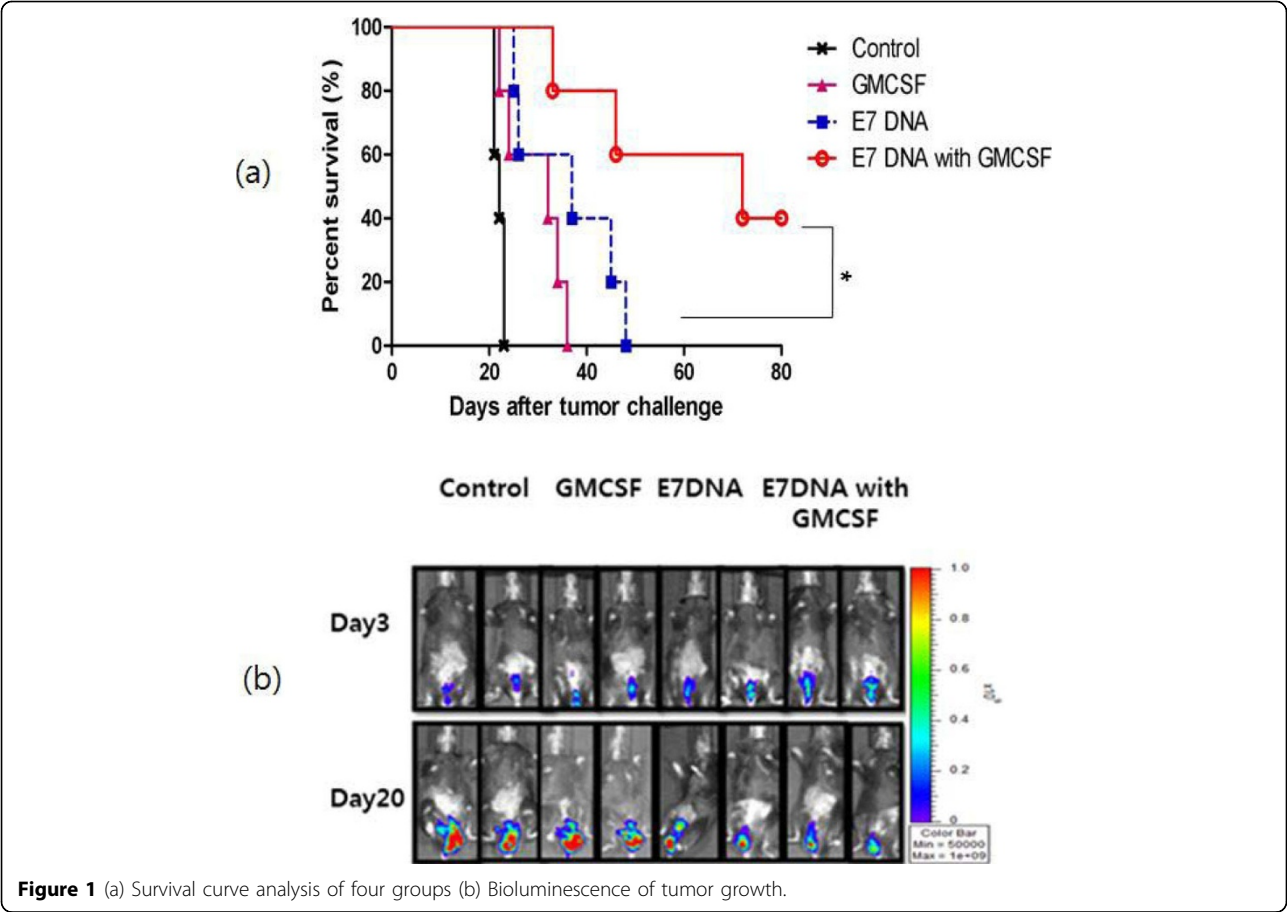 (a)
Percent survival (%)
100
80
60
40
20
0
0 20 40 60 80
Days after tumor challenge
Control
GMCSF
E7 DNA
E7 DNA with GMCSF
*
(b)
Control GMCSF E7DNA E7DNA with
GMCSF
Day3
Day20
1.0
0.8
0.6
0.4
0.2
0
Color Bar
Min = 50000
Max = 1e+09
Figure 1 (a) Survival curve analysis of four groups (b) Bioluminescence of tumor growth.